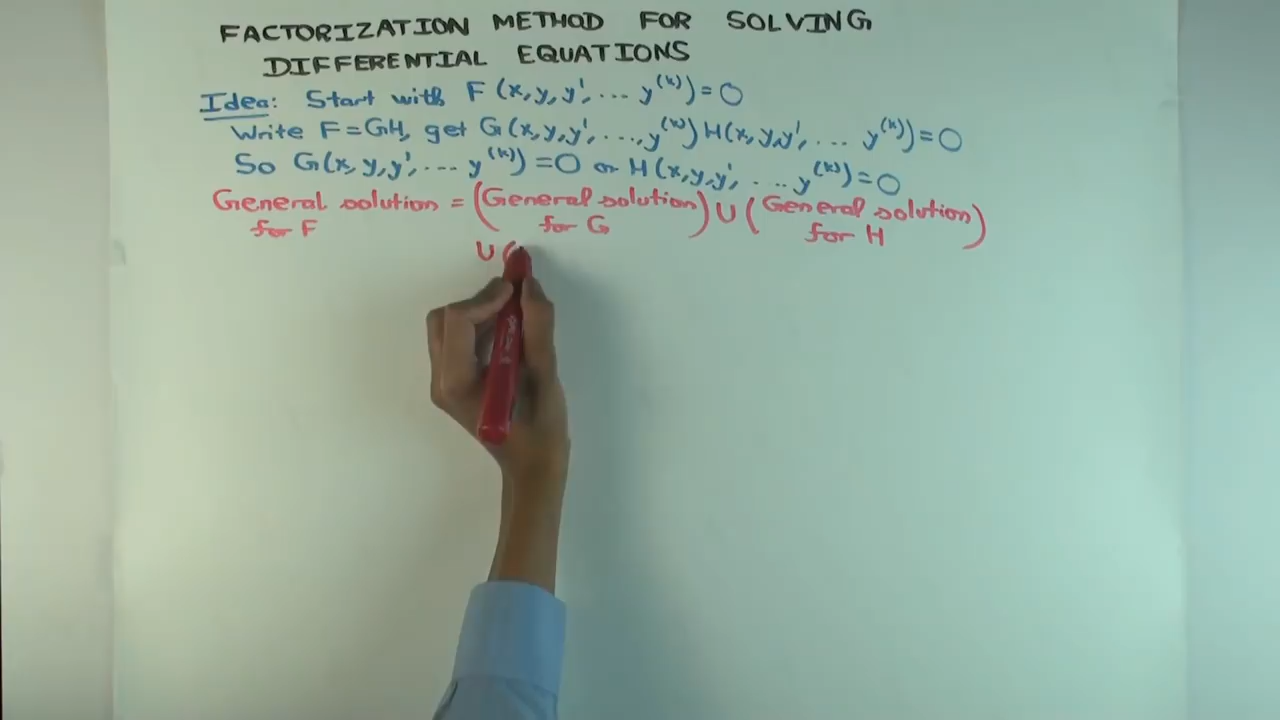 FACTORIZATION METHOD FOR SOLVING
DIFFERENTIAL EQUATIONS
Idea: Start with F(x,y,y',...y^(k))=0
Write F=GH, get G(x,y,y',...,y^(k))H(x,y,y',...y^(k))=0
So G(x,y,y',...y^(k))=0 or H(x,y,y',...y^(k))=0
General solution for F = (General solution for G) ∪ (General solution for H)
∪ (